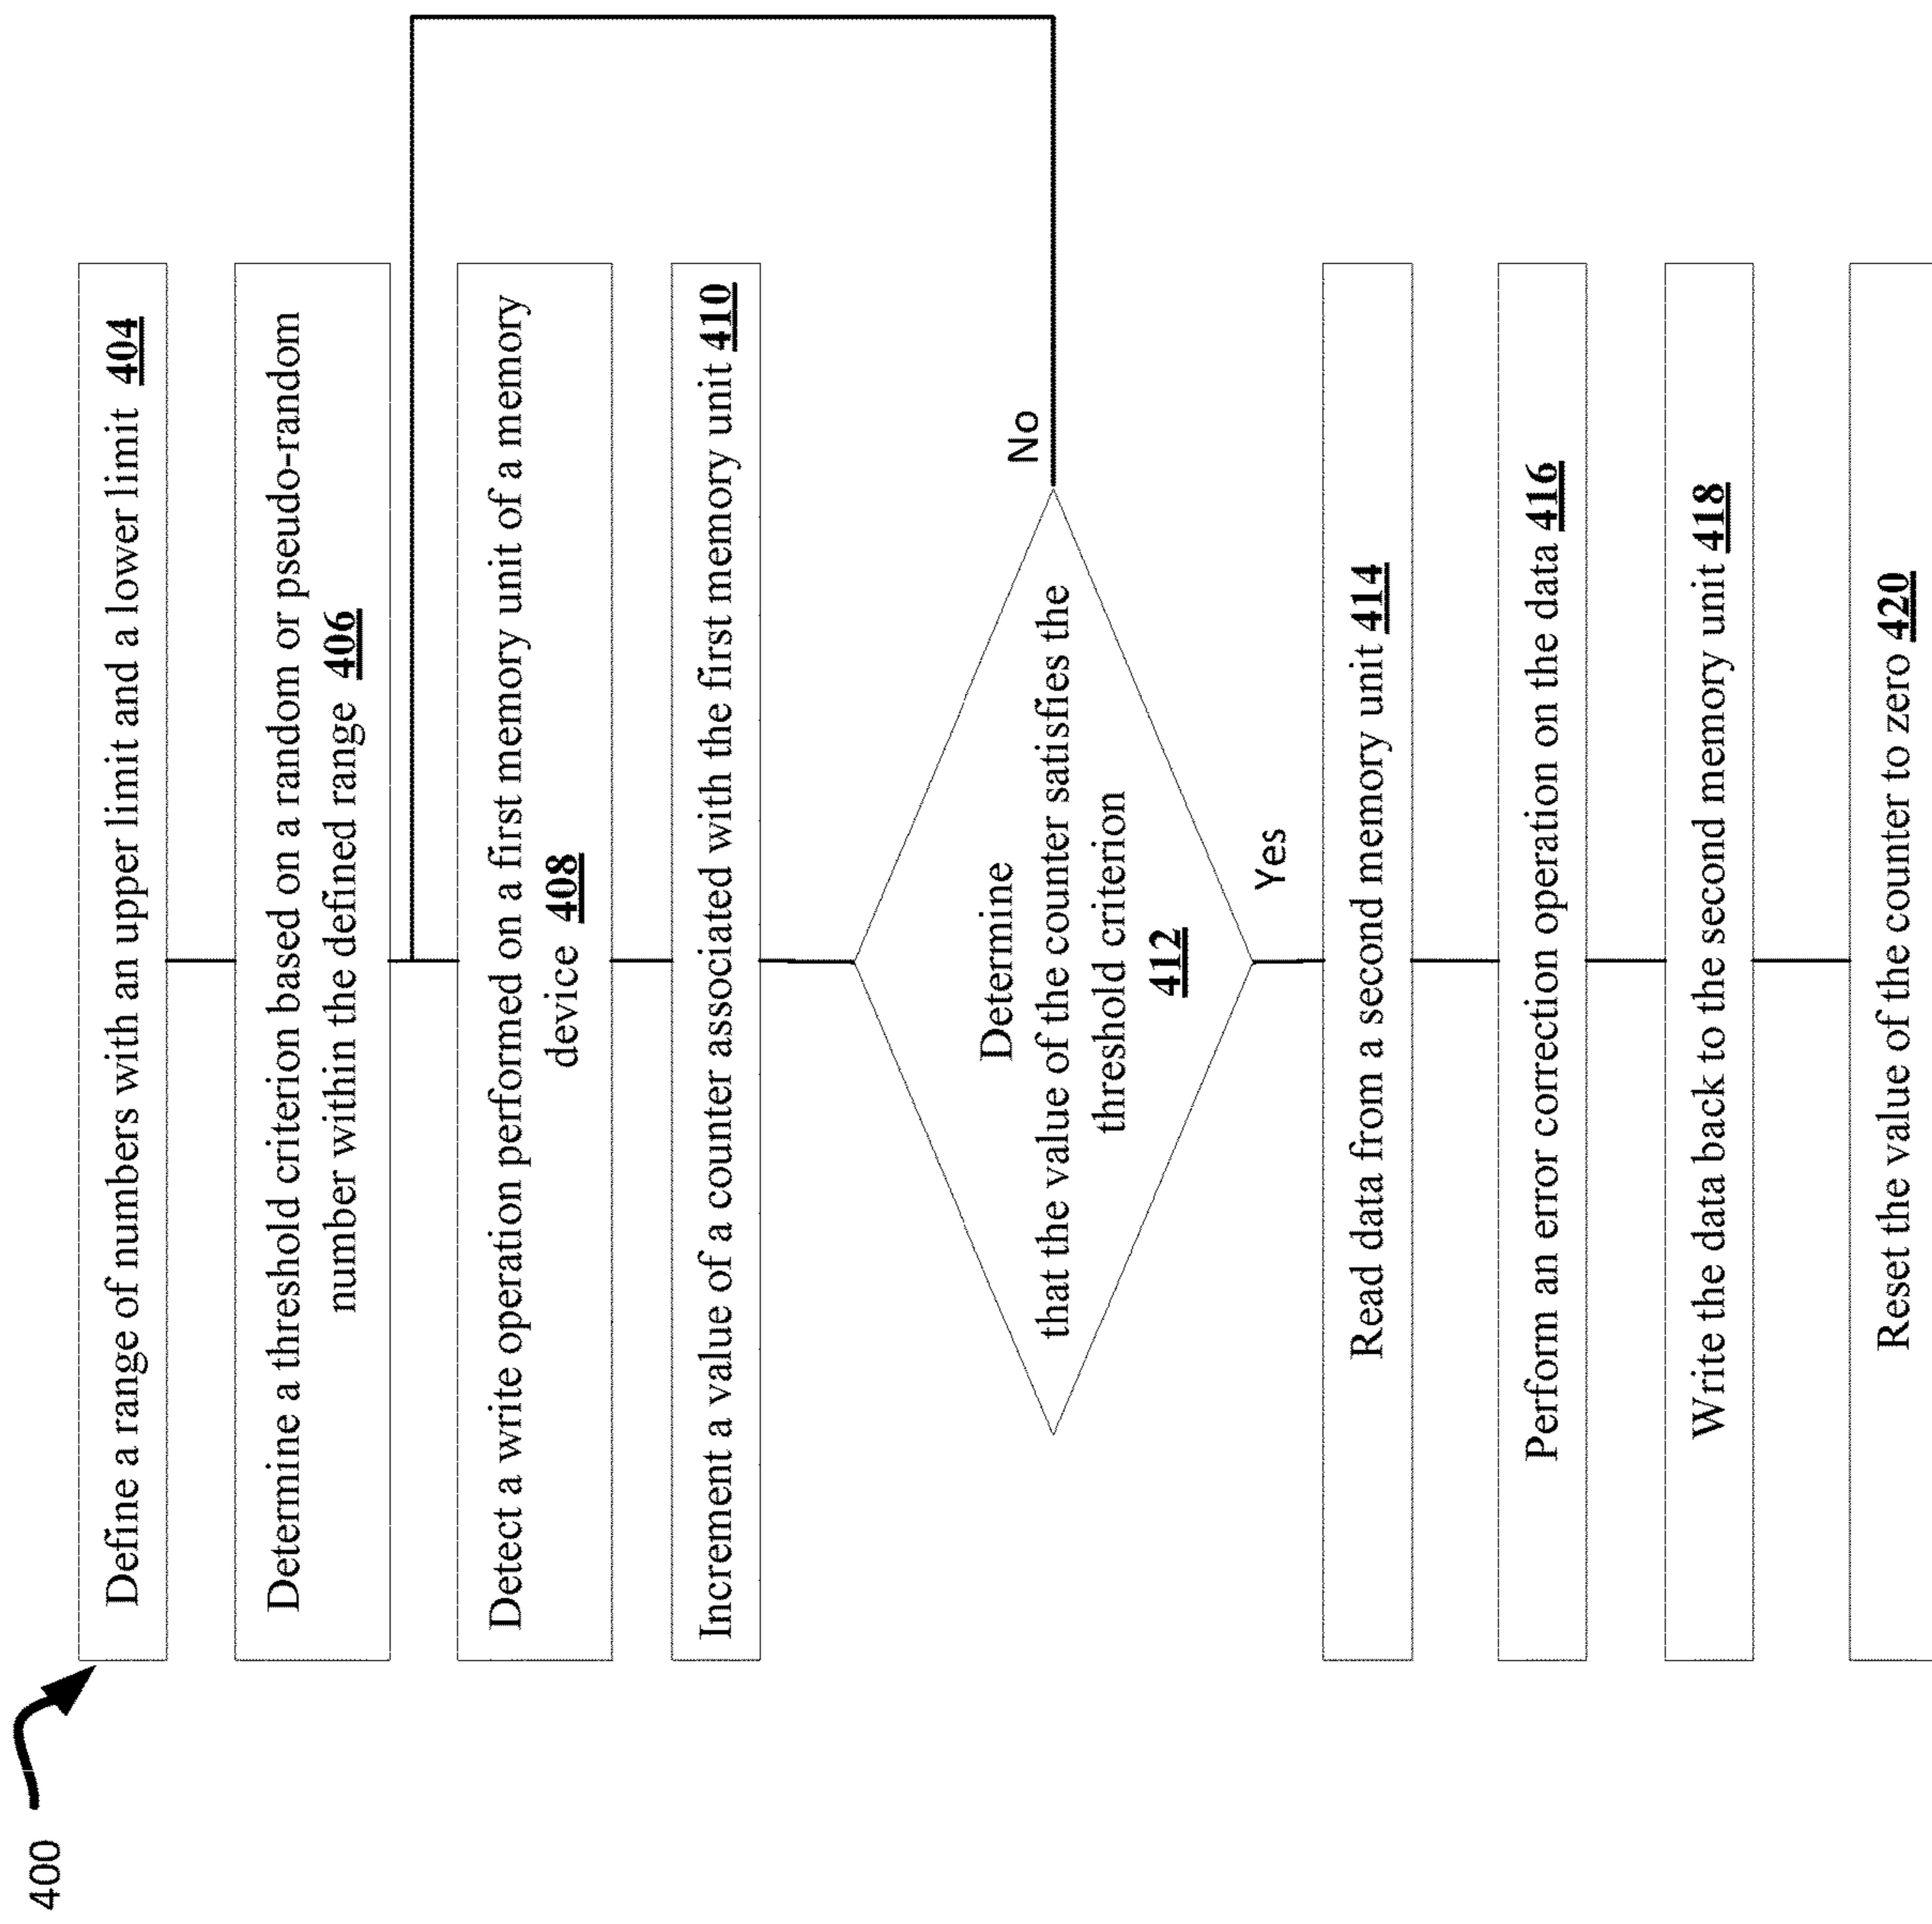 400
Define a range of numbers with an upper limit and a lower limit 404
Determine a threshold criterion based on a random or pseudo-random
number within the defined range 406
Detect a write operation performed on a first memory unit of a memory
device 408
Increment a value of a counter associated with the first memory unit 410
Determine
that the value of the counter satisfies the
threshold criterion
412
No
Yes
Read data from a second memory unit 414
Perform an error correction operation on the data 416
Write the data back to the second memory unit 418
Reset the value of the counter to zero 420